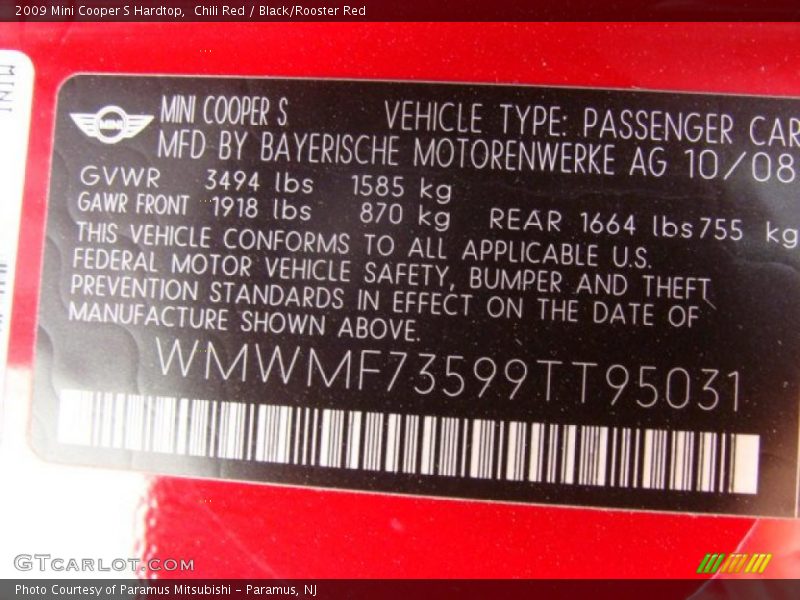 2009 Mini Cooper S Hardtop,  Chili Red / Black/Rooster Red
MINI
MINI COOPER S VEHICLE TYPE: PASSENGER CAR
MFD BY BAYERISCHE MOTORENWERKE AG 10/08
GVWR 3494 lbs 1585 kg
GAWR FRONT 1918 lbs 870 kg REAR 1664 lbs 755 kg
THIS VEHICLE CONFORMS TO ALL APPLICABLE U.S.
FEDERAL MOTOR VEHICLE SAFETY, BUMPER AND THEFT
PREVENTION STANDARDS IN EFFECT ON THE DATE OF
MANUFACTURE SHOWN ABOVE.
WMWMF73599TT95031
GTCARLOT.COM
Photo Courtesy of Paramus Mitsubishi - Paramus, NJ